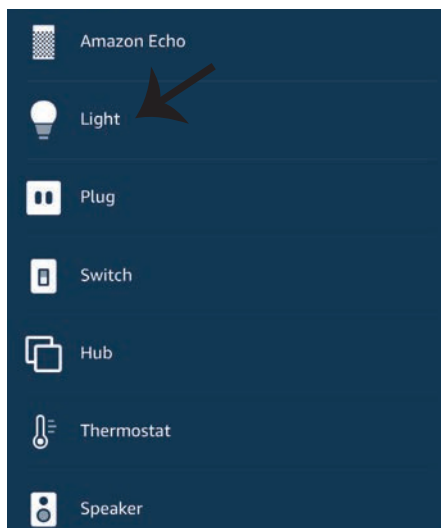 Amazon Echo
Light
Plug
Switch
Hub
Thermostat
Speaker